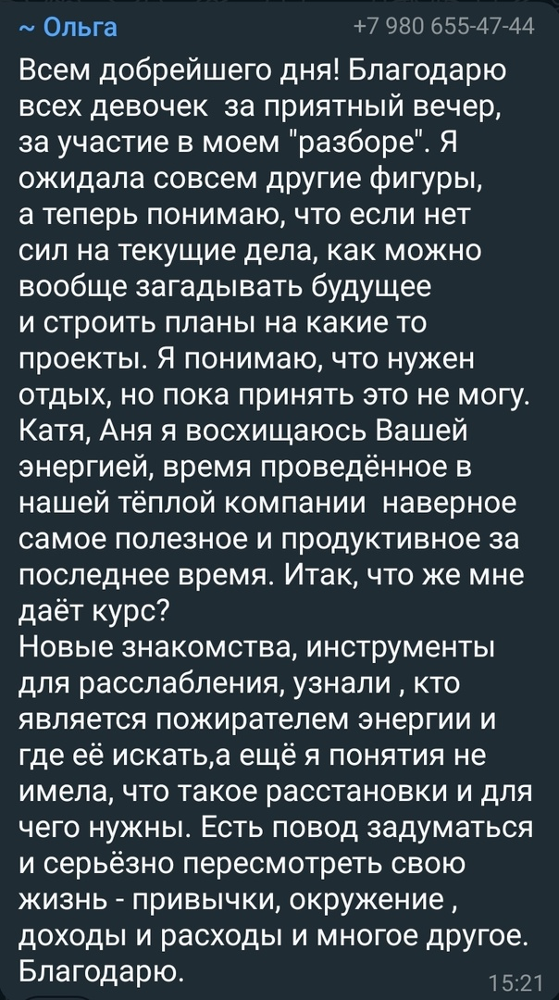 ~ Ольга +7 980 655-47-44
Всем добрейшего дня! Благодарю
всех девочек  за приятный вечер,
за участие в моем "разборе". Я
ожидала совсем другие фигуры,
а теперь понимаю, что если нет
сил на текущие дела, как можно
вообще загадывать будущее
и строить планы на какие то
проекты. Я понимаю, что нужен
отдых, но пока принять это не могу.
Катя, Аня я восхищаюсь Вашей
энергией, время проведённое в
нашей тёплой компании  наверное
самое полезное и продуктивное за
последнее время. Итак, что же мне
даёт курс?
Новые знакомства, инструменты
для расслабления, узнали , кто
является пожирателем энергии и
где её искать,а ещё я понятия не
имела, что такое расстановки и для
чего нужны. Есть повод задуматься
и серьёзно пересмотреть свою
жизнь - привычки, окружение ,
доходы и расходы и многое другое.
Благодарю.
15:21